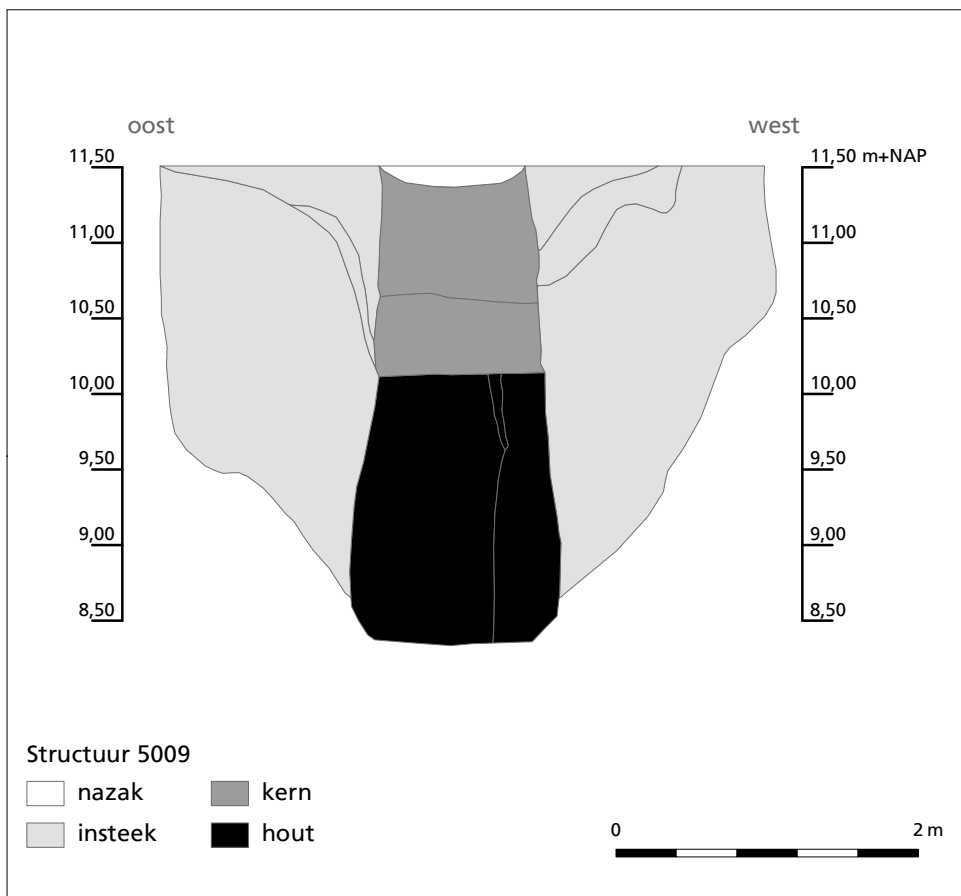 oost west
11,50 11,50 m+NAP
11,00 11,00
10,50 10,50
10,00 10,00
9,50 9,50
9,00 9,00
8,50 8,50
Structuur 5009
nazak kern
insteek hout
0 2 m